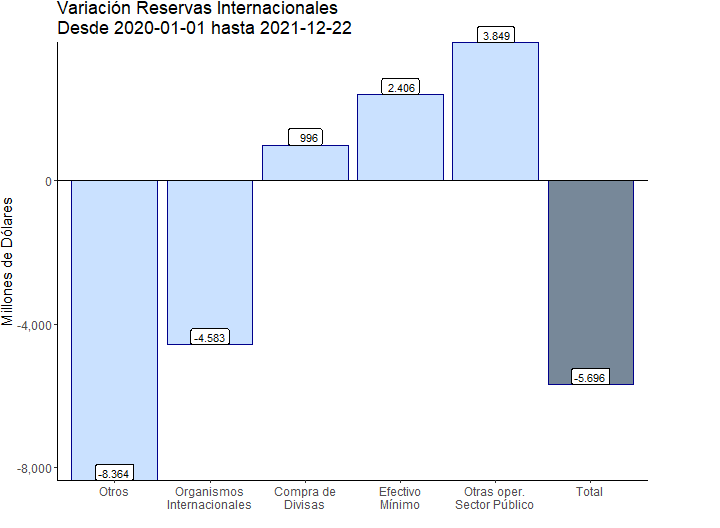 Variación Reservas Internacionales
Desde 2020-01-01 hasta 2021-12-22
Millones de Dólares
0
-4,000
-8,000
-8.364
-4.583
996
2.406
3.849
-5.696
Otros
Organismos
Internacionales
Compra de
Divisas
Efectivo
Mínimo
Otras oper.
Sector Público
Total